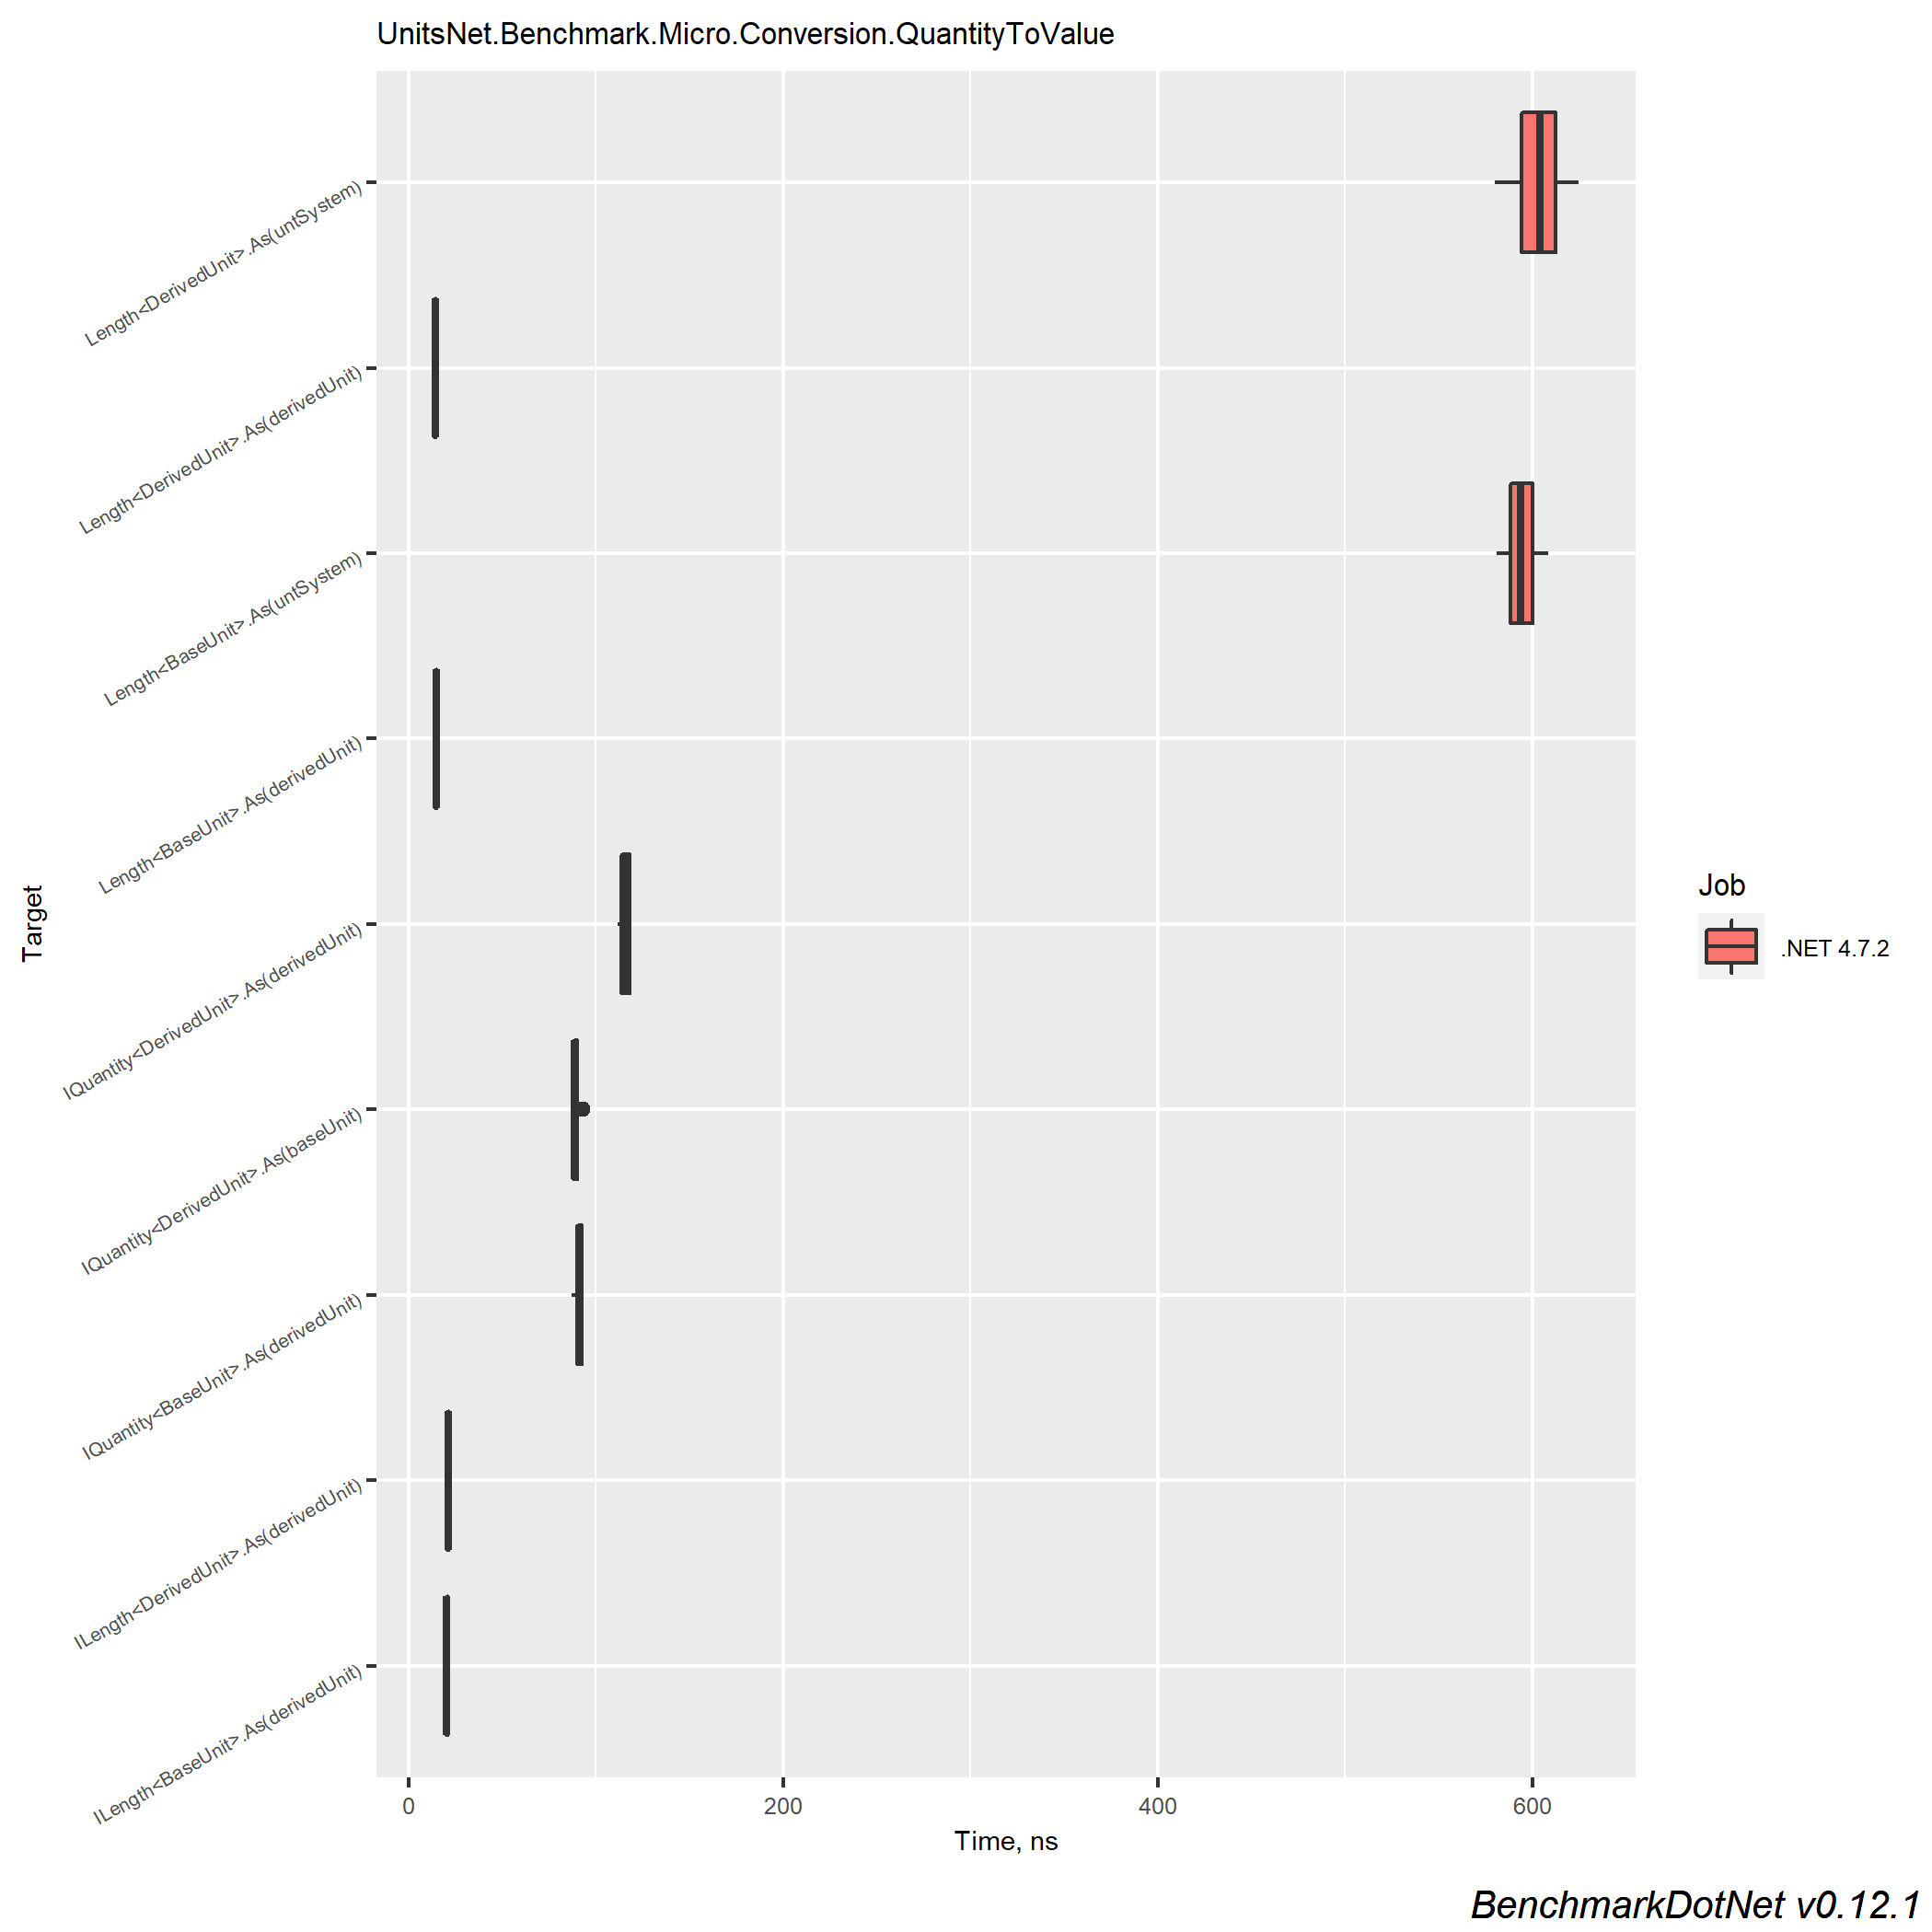 UnitsNet.Benchmark.Micro.Conversion.QuantityToValue
Length<DerivedUnit>.As(untSystem)
Length<DerivedUnit>.As(derivedUnit)
Length<BaseUnit>.As(untSystem)
Length<BaseUnit>.As(derivedUnit)
IQuantity<DerivedUnit>.As(derivedUnit)
IQuantity<DerivedUnit>.As(baseUnit)
IQuantity<BaseUnit>.As(derivedUnit)
ILength<DerivedUnit>.As(derivedUnit)
ILength<BaseUnit>.As(derivedUnit)
Target
0 200 400 600
Time, ns
Job
.NET 4.7.2
BenchmarkDotNet v0.12.1